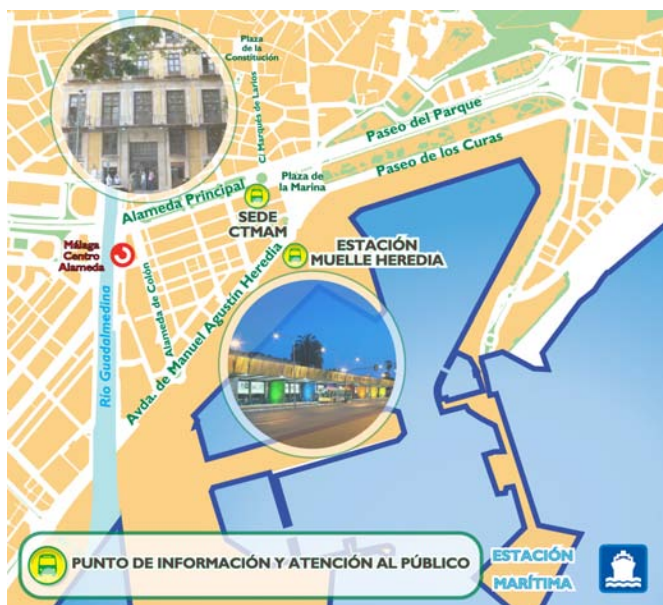 Plaza
de la
Constitución
C/ Marqués de Larios
Paseo del Parque
Paseo de los Curas
Plaza de
la Marina
Alameda Principal
SEDE
CTMAM
ESTACIÓN
MUELLE HEREDIA
Málaga
Centro
Alameda
Alameda de Colón
Avda. de Manuel Agustín Heredia
Río Guadalmedina
PUNTO DE INFORMACIÓN Y ATENCIÓN AL PÚBLICO
ESTACIÓN
MARÍTIMA